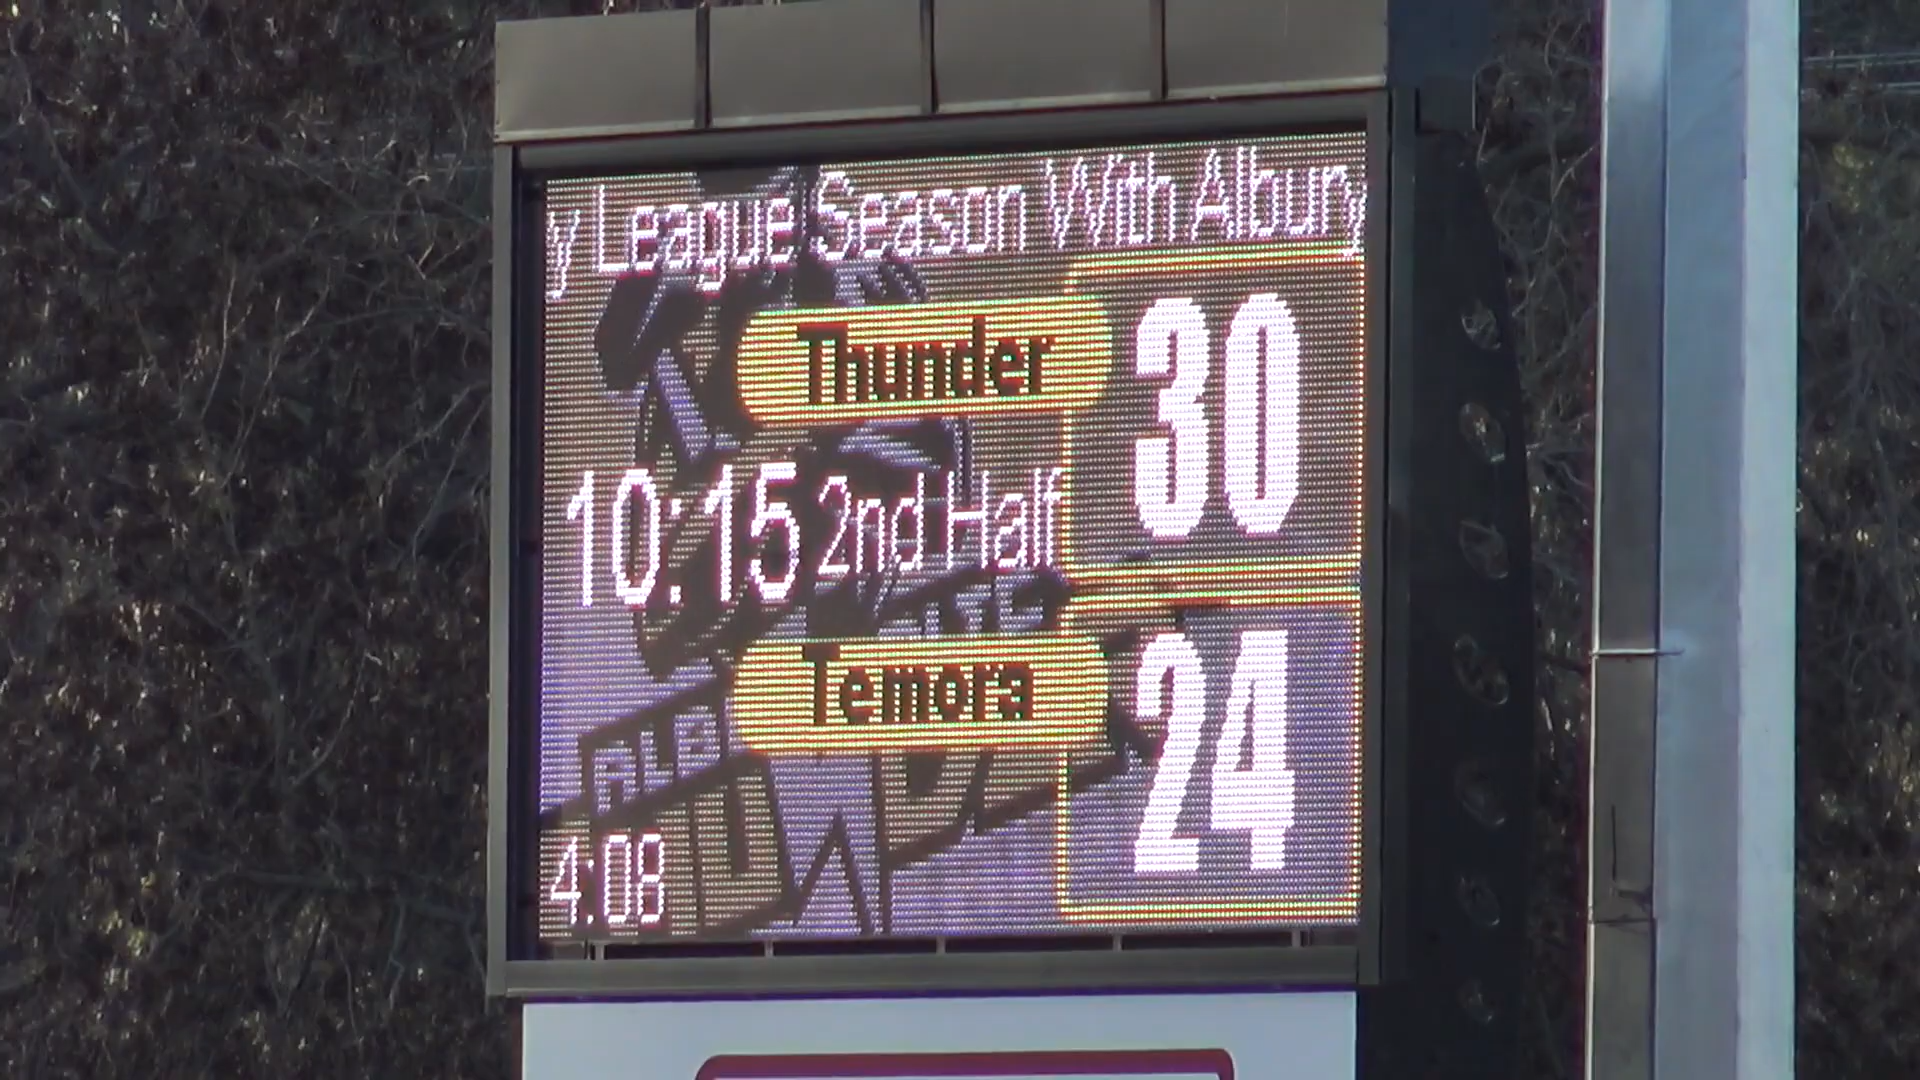 y League Season With Albury
Thunder
30
10:15 2nd Half
Temora
24
4:08